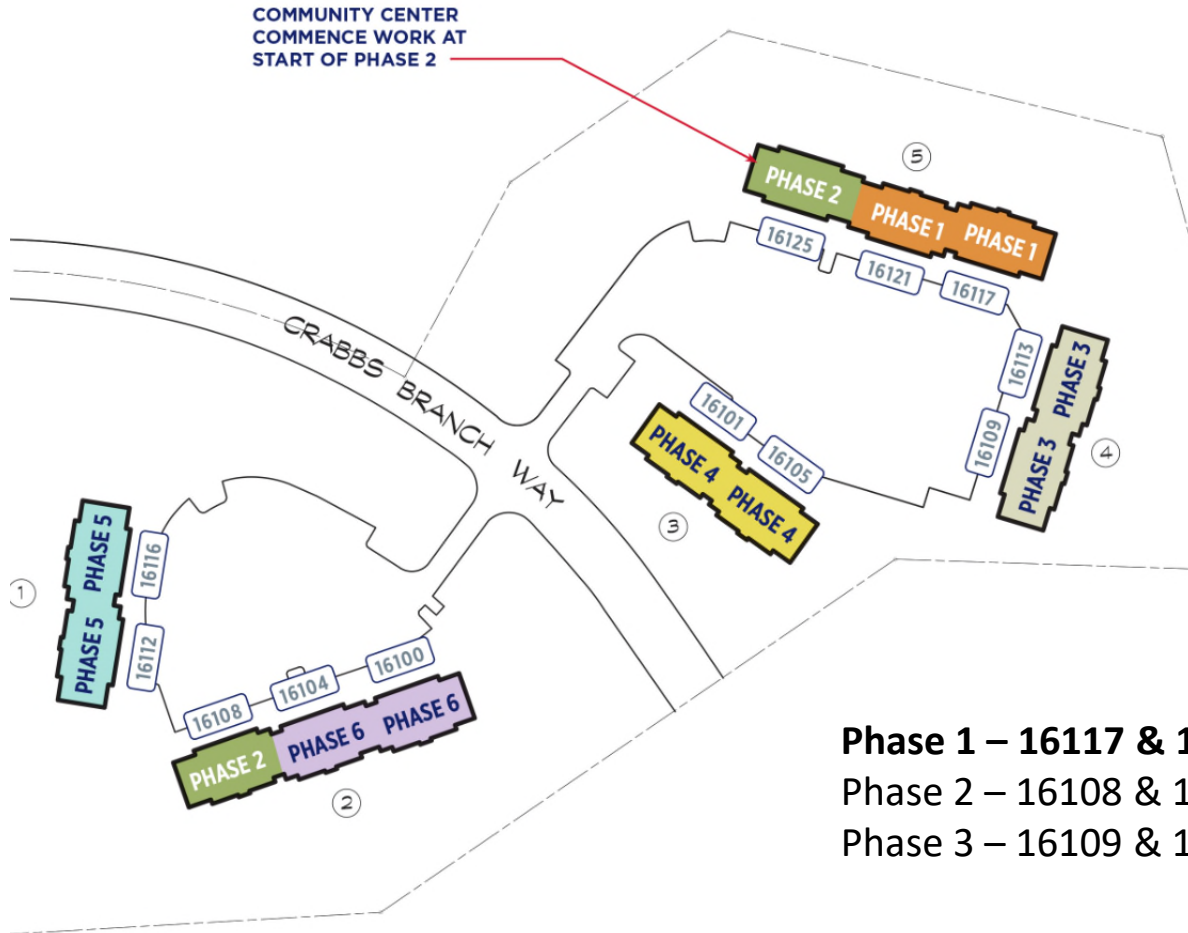 COMMUNITY CENTER
COMMENCE WORK AT
START OF PHASE 2
5
PHASE 2
PHASE 1
PHASE 1
16125
16121
16117
CRABBS BRANCH WAY
16113
PHASE 3
16101
16109
PHASE 3
4
16105
PHASE 4
PHASE 4
3
PHASE 5
16116
1
PHASE 5
16112
16100
16104
16108
PHASE 6
PHASE 6
PHASE 2
2
Phase 1 – 16117 & 1
Phase 2 – 16108 & 1
Phase 3 – 16109 & 1